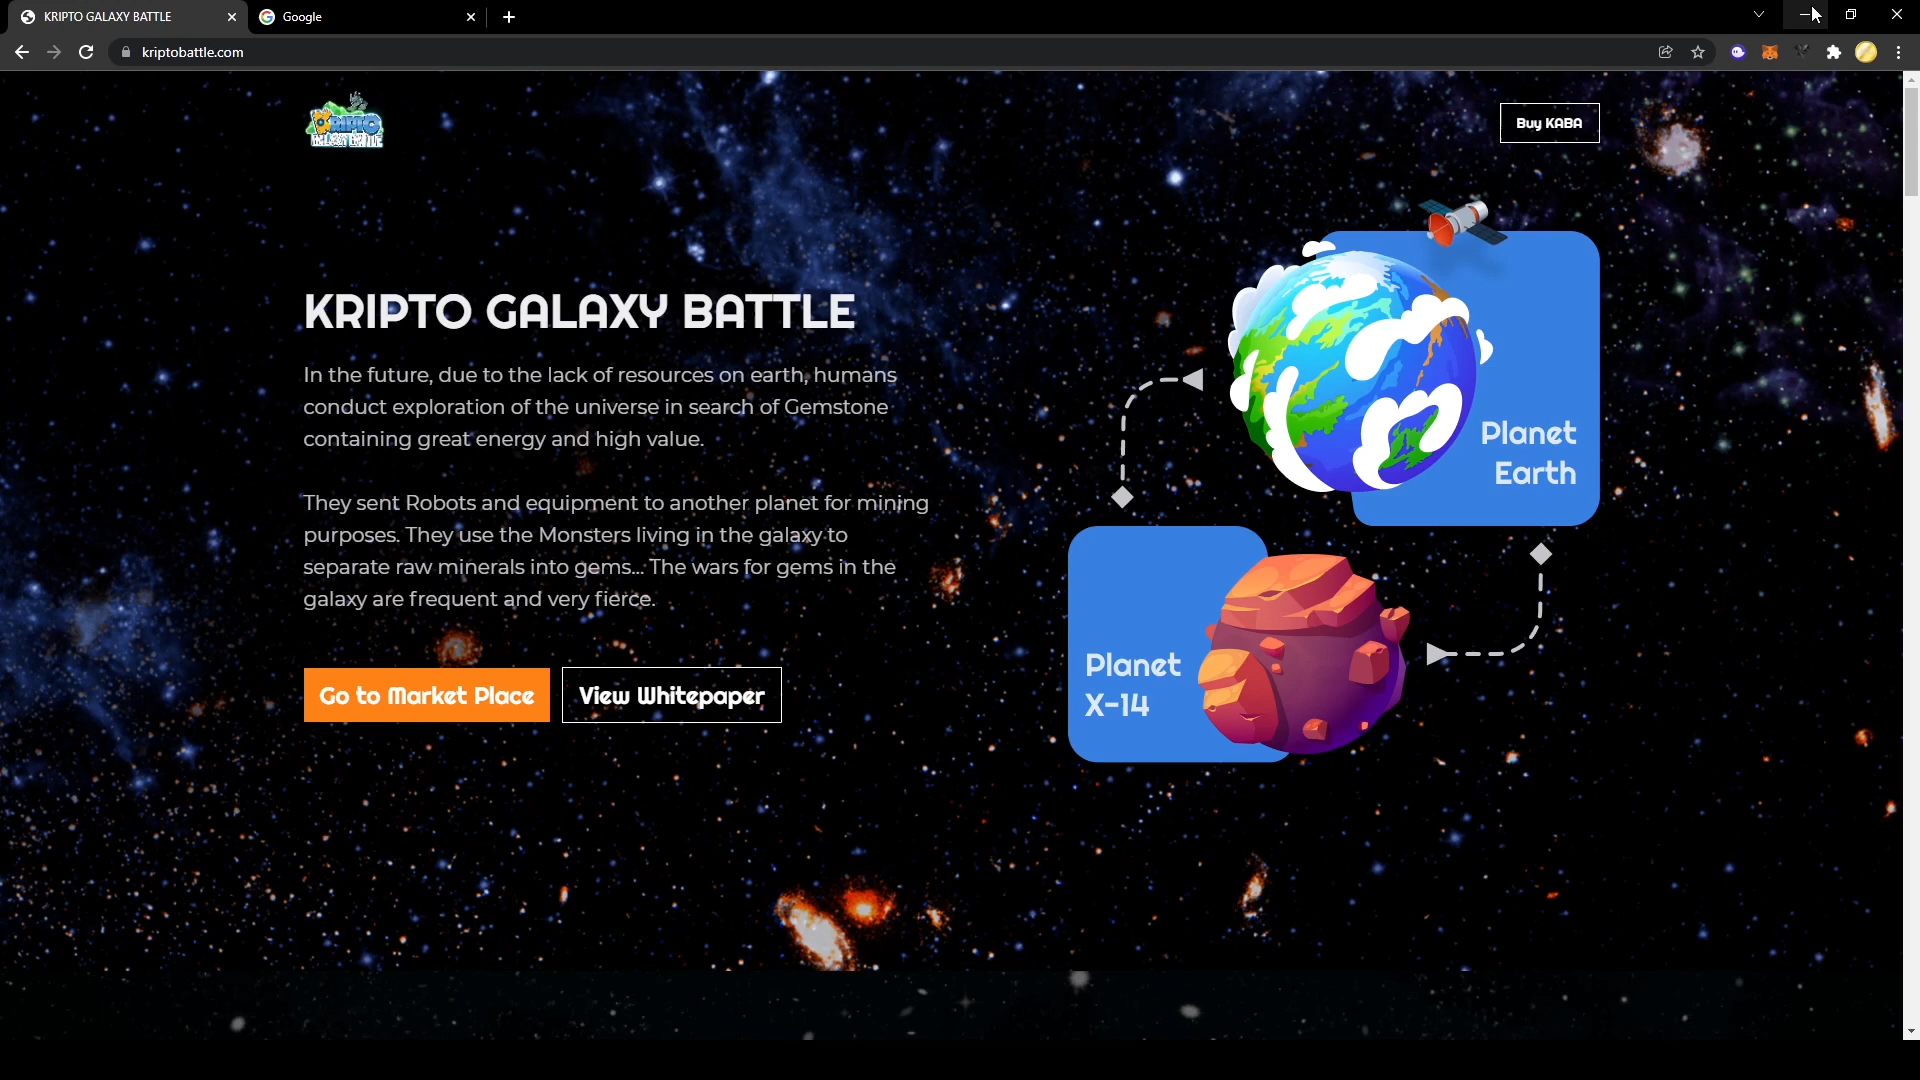 KRIPTO GALAXY BATTLE
Google
kriptobattle.com
KRIPTO
GALAXY BATTLE
Buy KABA
KRIPTO GALAXY BATTLE
In the future, due to the lack of resources on earth, humans
conduct exploration of the universe in search of Gemstone
containing great energy and high value.
They sent Robots and equipment to another planet for mining
purposes. They use the Monsters living in the galaxy to
separate raw minerals into gems... The wars for gems in the
galaxy are frequent and very fierce.
Go to Market Place
View Whitepaper
Planet
Earth
Planet
X-14